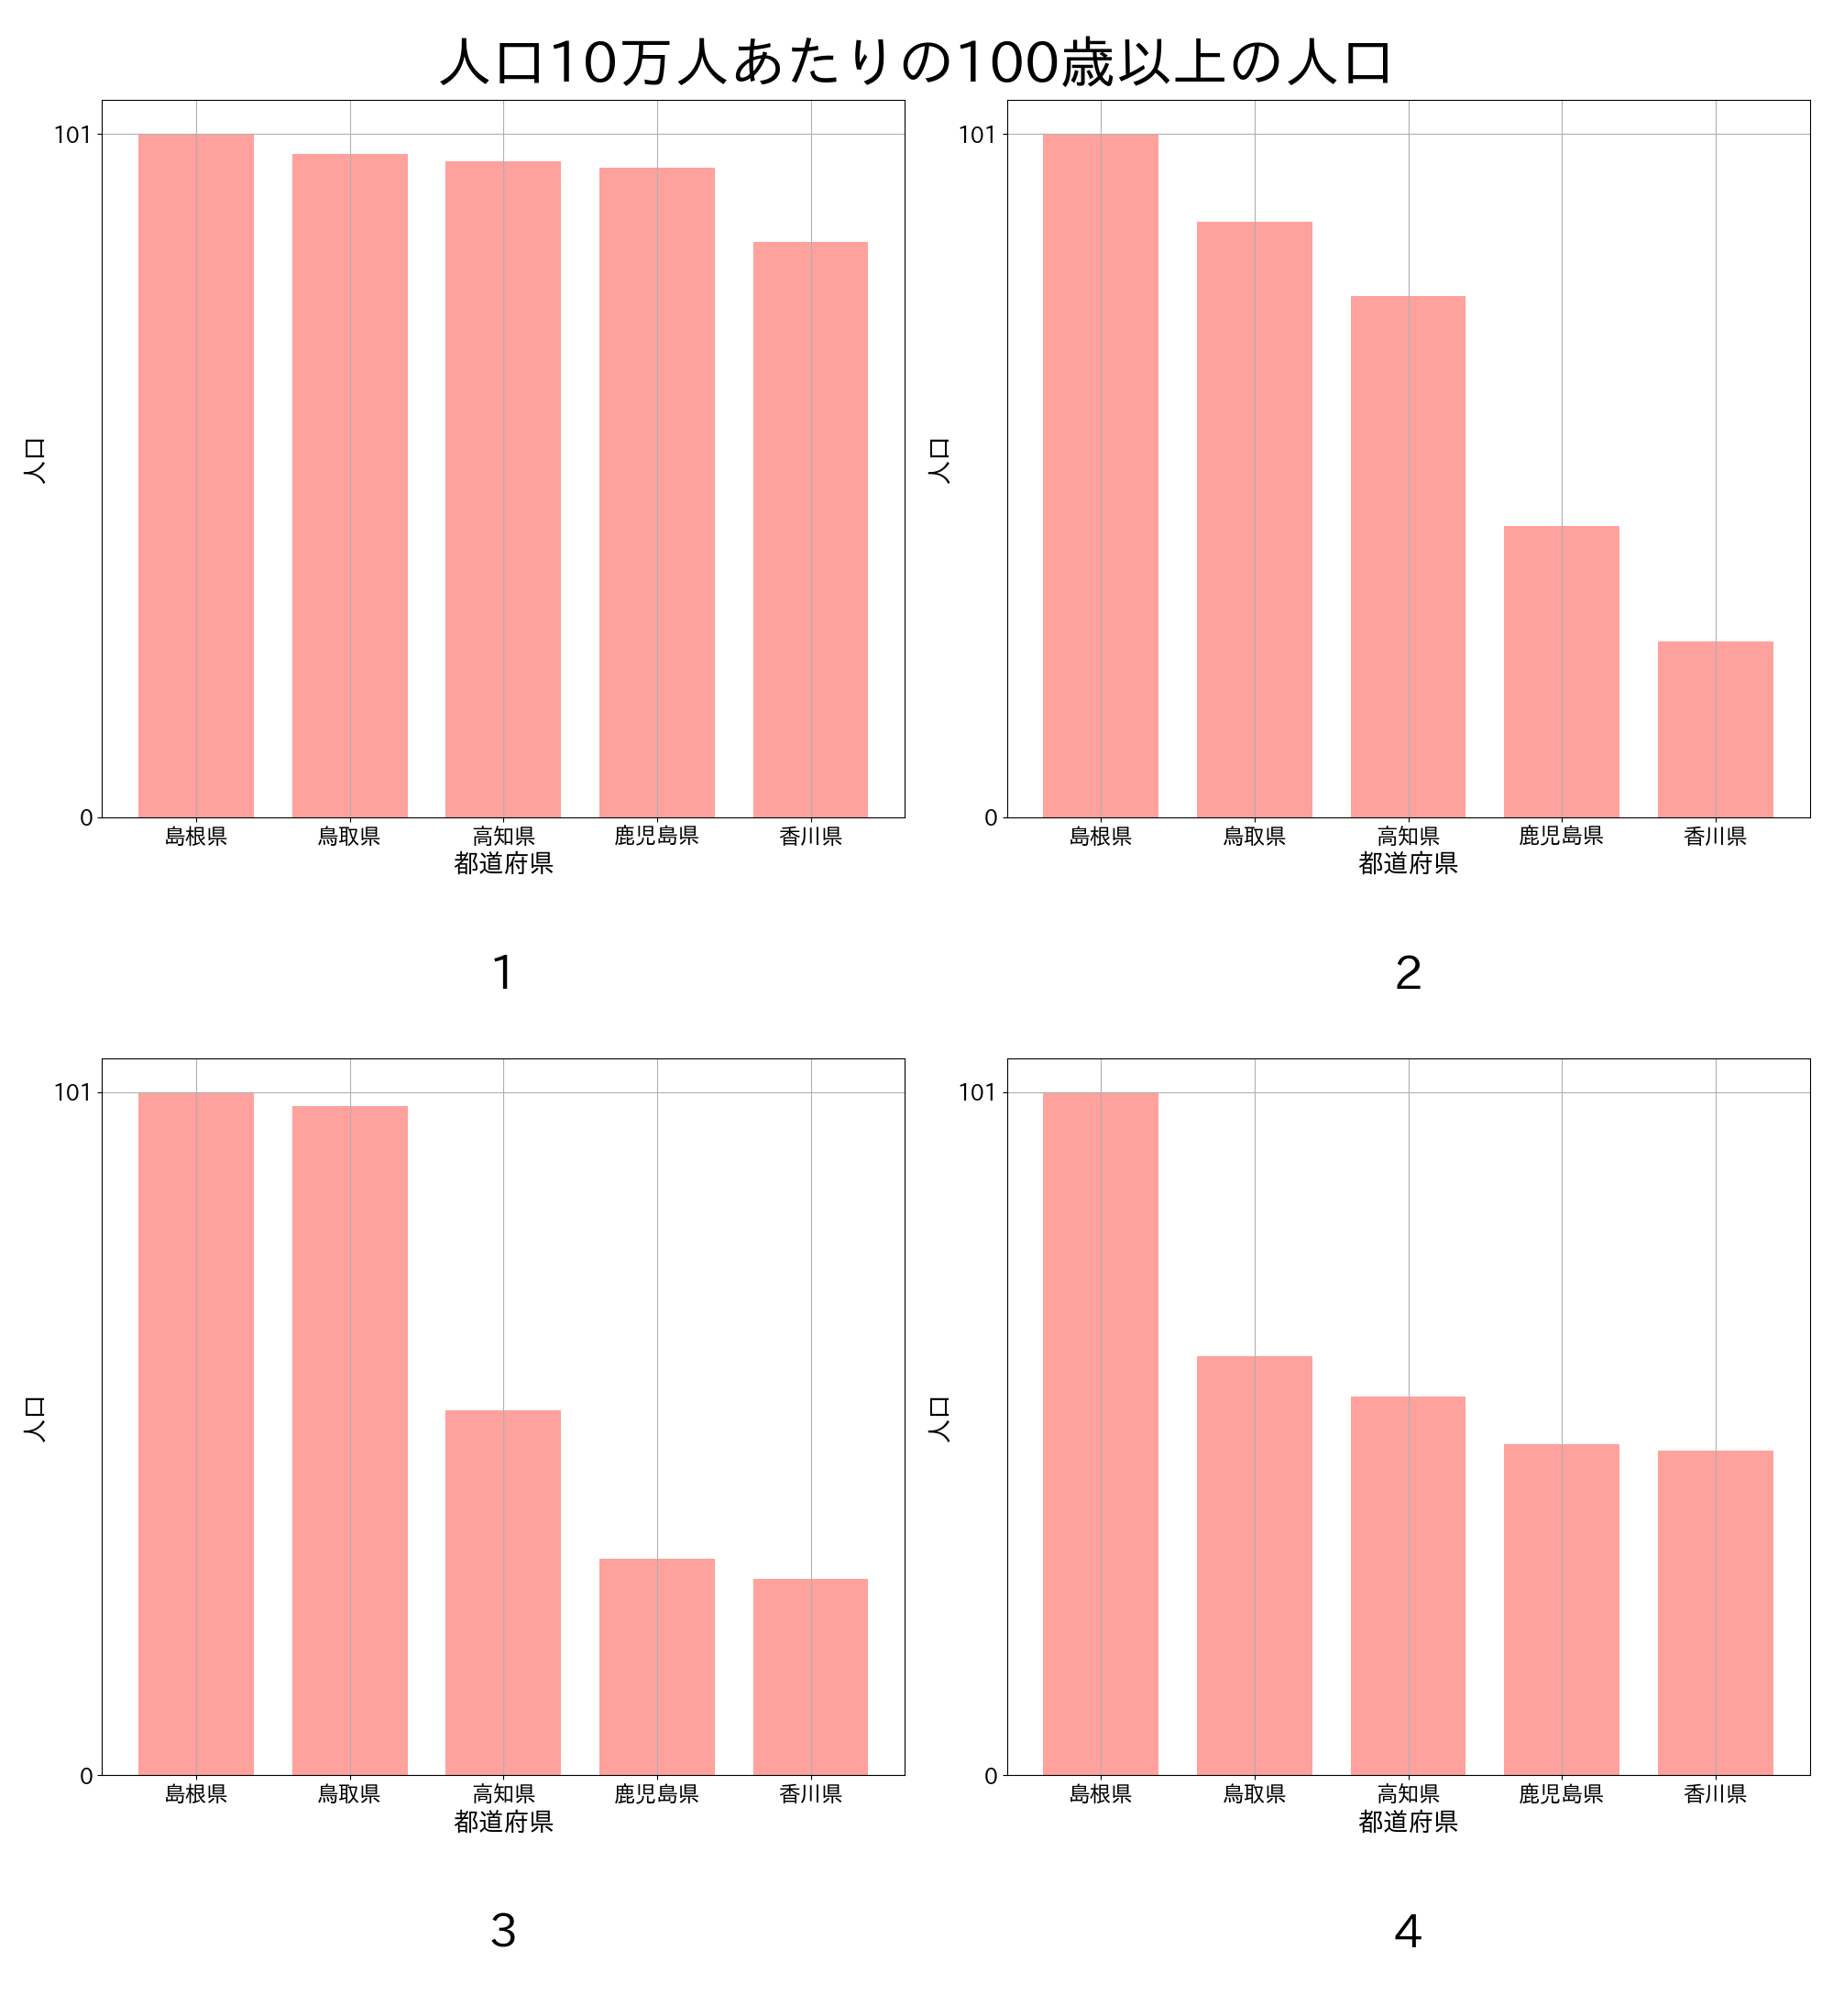 人口10万人あたりの100歳以上の人口
101
0
人口
島根県 鳥取県 高知県 鹿児島県 香川県
都道府県
1
101
0
人口
島根県 鳥取県 高知県 鹿児島県 香川県
都道府県
2
101
0
人口
島根県 鳥取県 高知県 鹿児島県 香川県
都道府県
3
101
0
人口
島根県 鳥取県 高知県 鹿児島県 香川県
都道府県
4